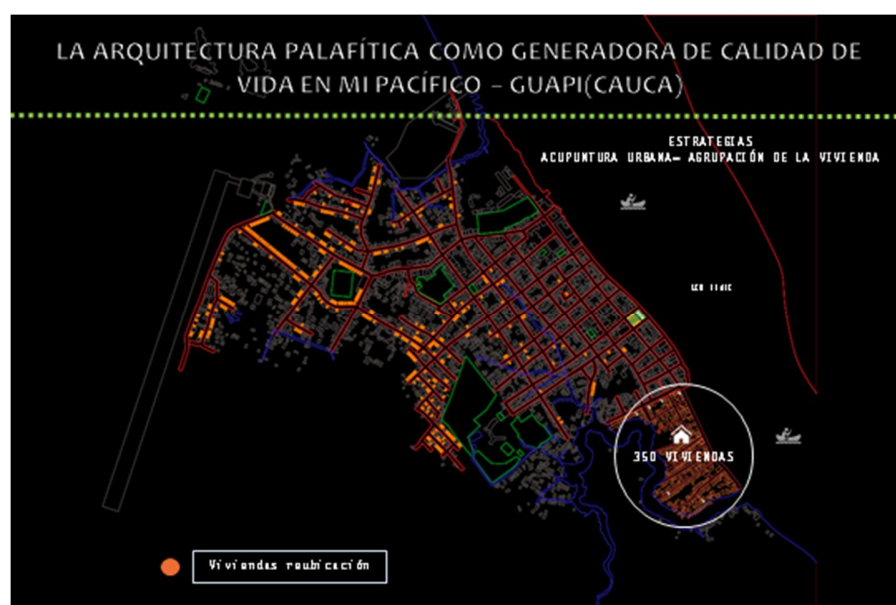 LA ARQUITECTURA PALAFÍTICA COMO GENERADORA DE CALIDAD DE
VIDA EN MI PACÍFICO – GUAPI(CAUCA)
ESTRATEGIAS
ACUPUNTURA URBANA– AGRUPACIÓN DE LA VIVIENDA
350 VIVIENDAS
Viviendas reubicación